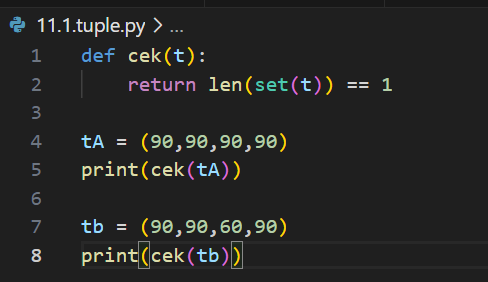 11.1.tuple.py > ...
1 def cek(t):
2     return len(set(t)) == 1
3
4 tA = (90,90,90,90)
5 print(cek(tA))
6
7 tb = (90,90,60,90)
8 print(cek(tb))